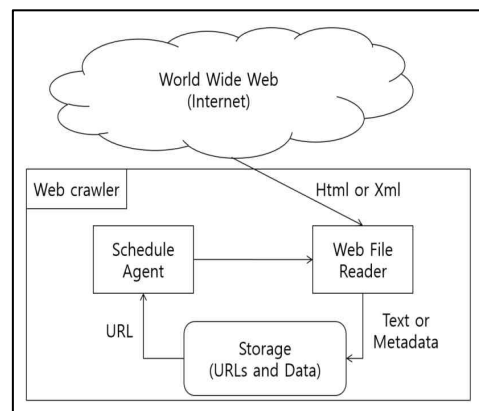 World Wide Web
(Internet)
Web crawler
Html or Xml
Schedule
Agent
Web File
Reader
URL
Text or
Metadata
Storage
(URLs and Data)